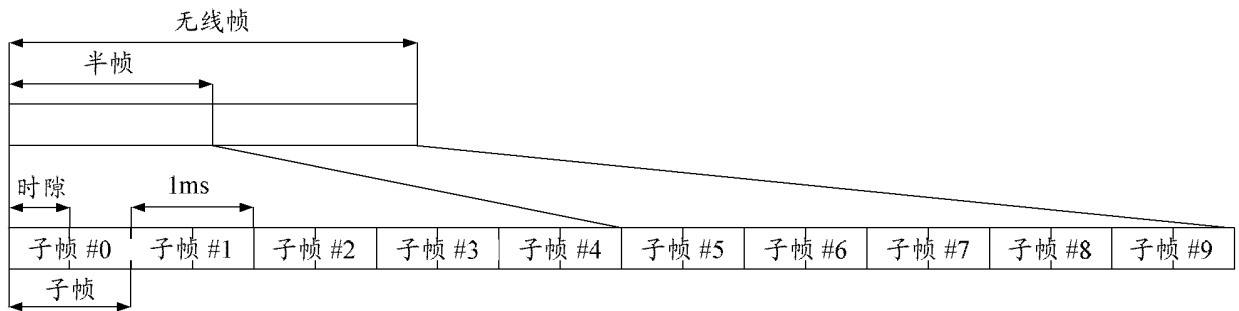 无线帧
半帧
时隙
1ms
子帧 #0 子帧 #1 子帧 #2 子帧 #3 子帧 #4 子帧 #5 子帧 #6 子帧 #7 子帧 #8 子帧 #9
子帧